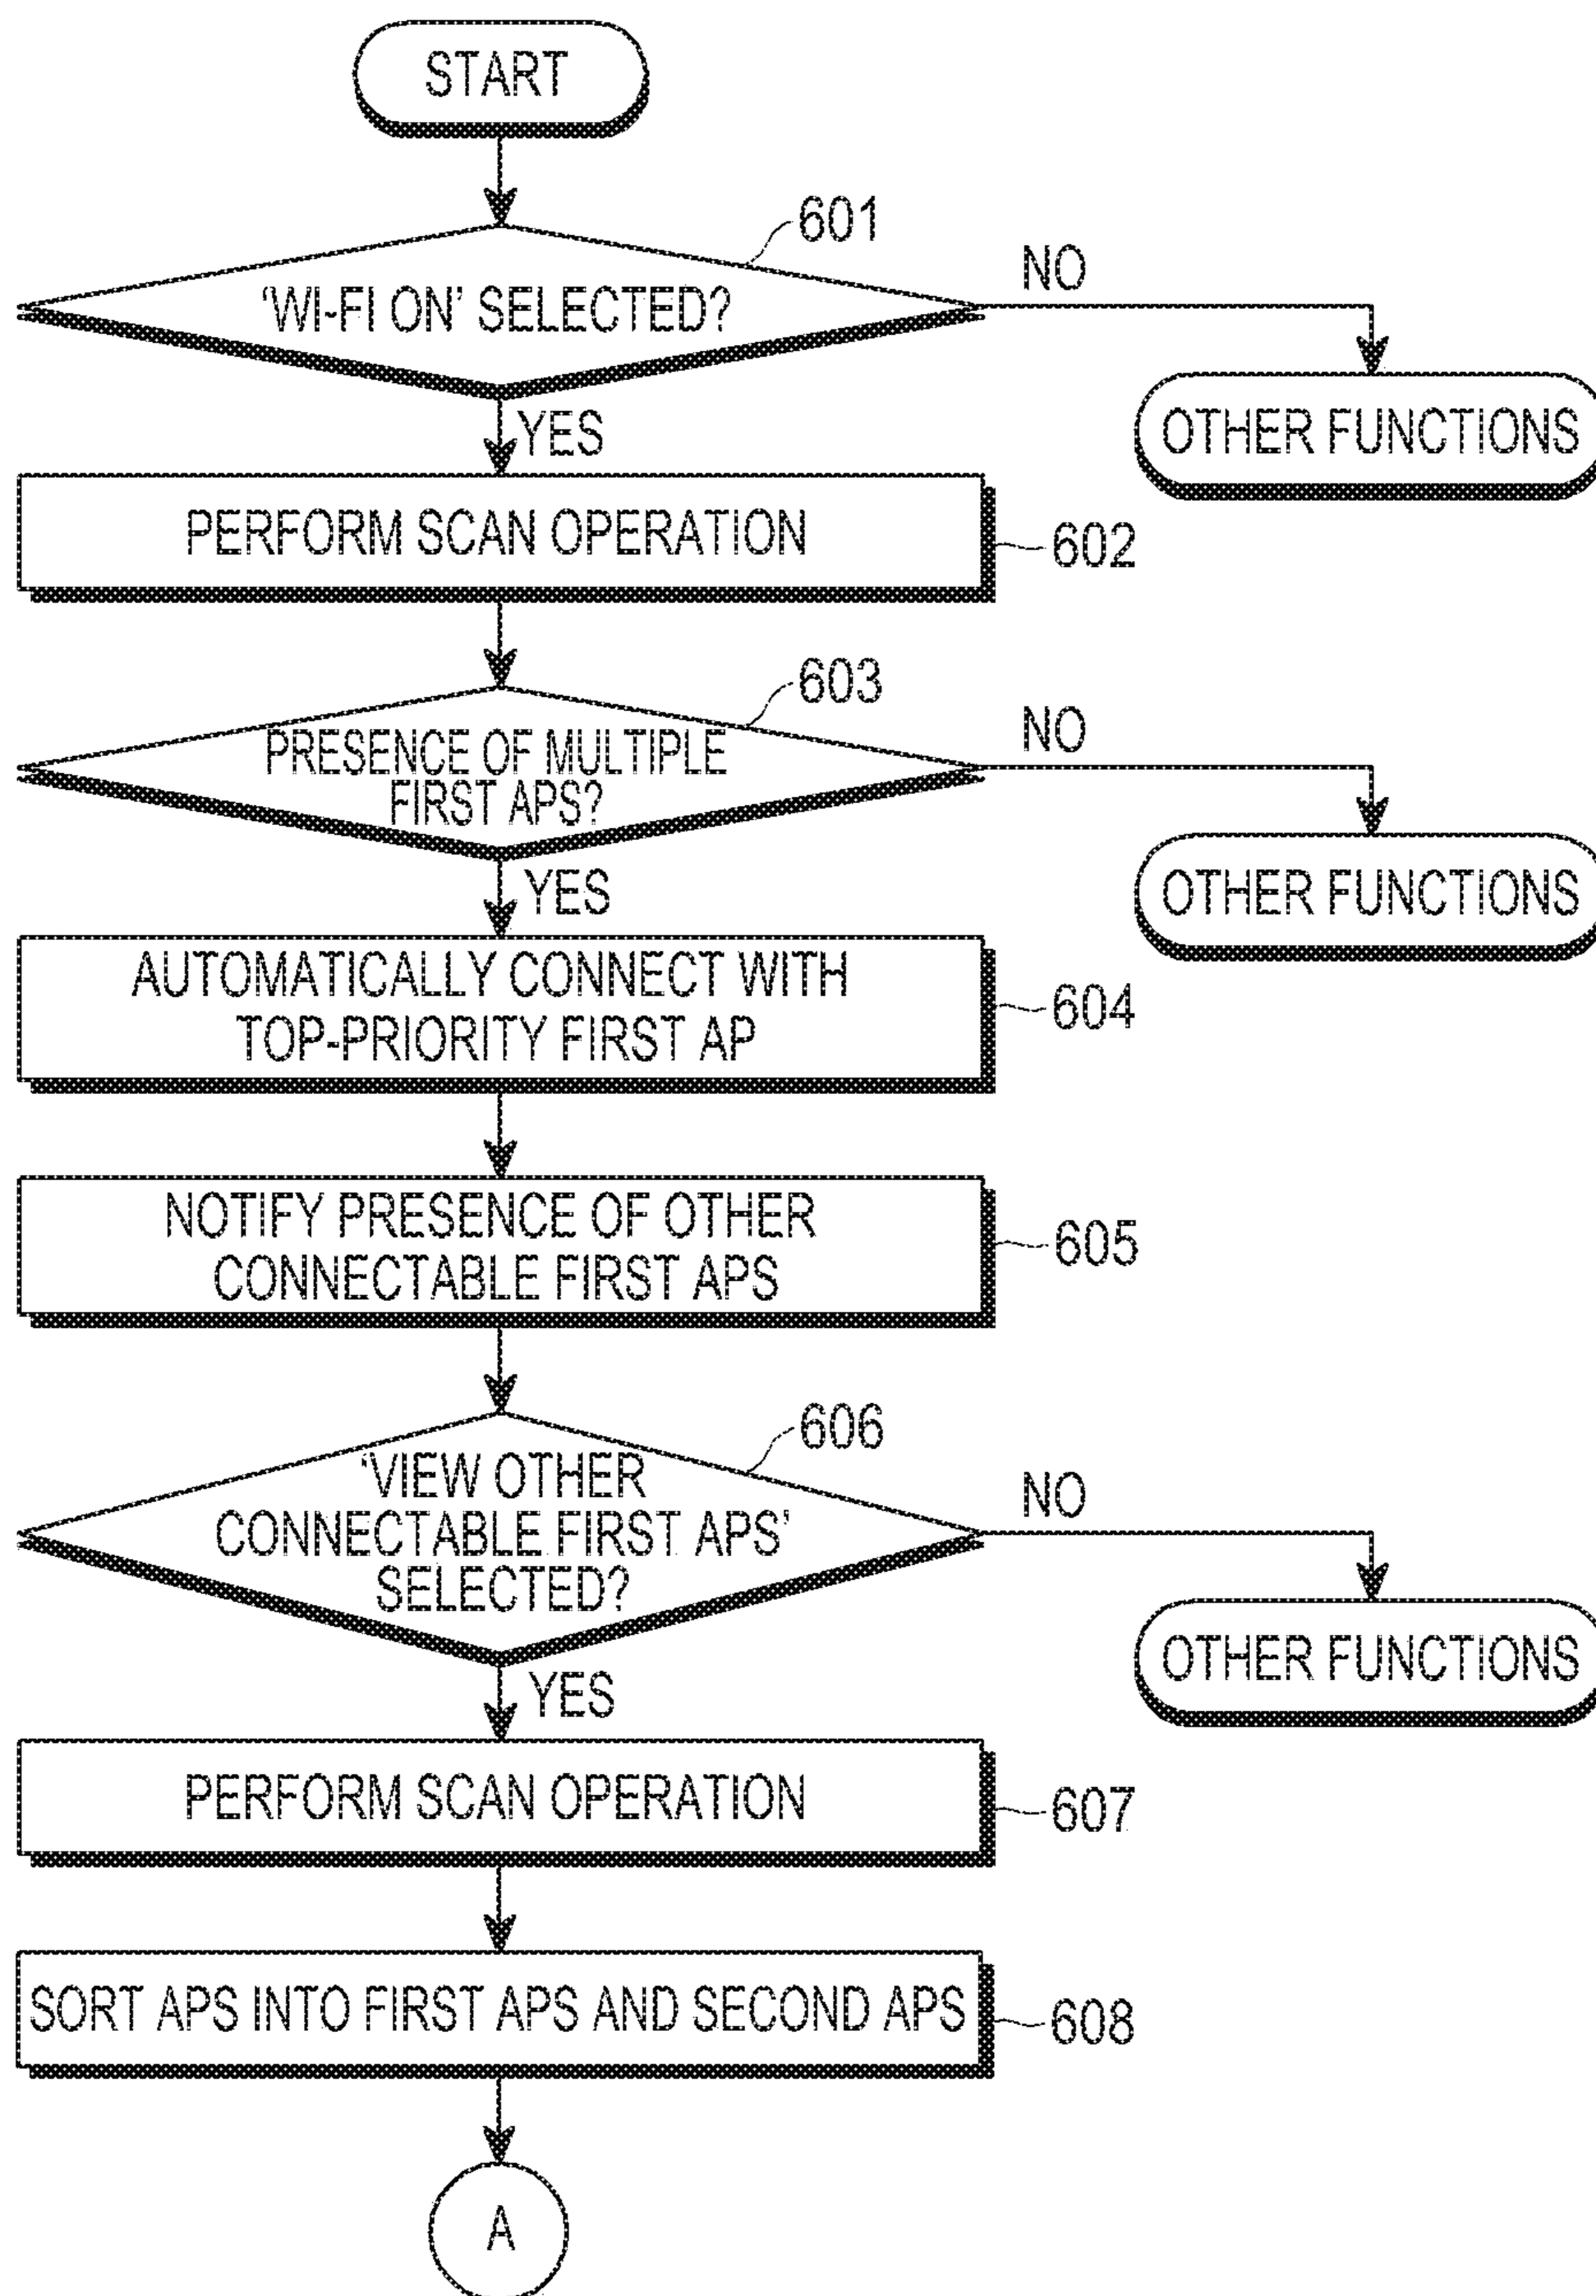 START
601
'WI-FI ON' SELECTED?
NO
OTHER FUNCTIONS
YES
PERFORM SCAN OPERATION
602
603
PRESENCE OF MULTIPLE
FIRST APS?
NO
OTHER FUNCTIONS
YES
AUTOMATICALLY CONNECT WITH
TOP-PRIORITY FIRST AP
604
NOTIFY PRESENCE OF OTHER
CONNECTABLE FIRST APS
605
606
'VIEW OTHER
CONNECTABLE FIRST APS'
SELECTED?
NO
OTHER FUNCTIONS
YES
PERFORM SCAN OPERATION
607
SORT APS INTO FIRST APS AND SECOND APS
608
A